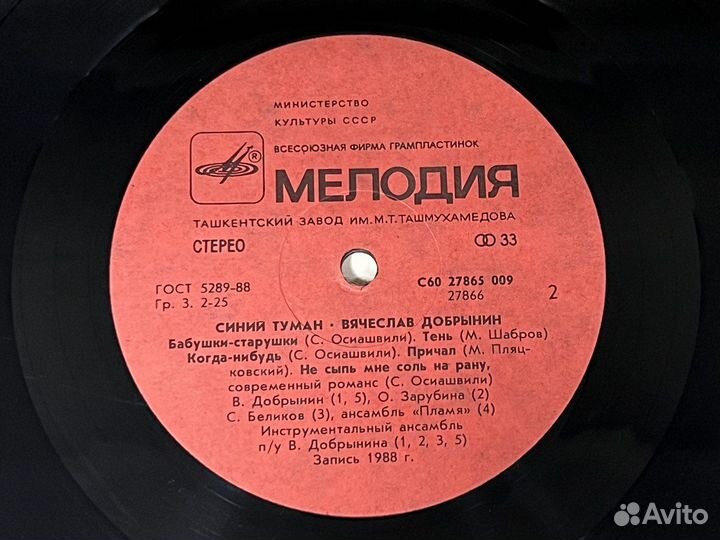 МИНИСТЕРСТВО
КУЛЬТУРЫ СССР
ВСЕСОЮЗНАЯ ФИРМА ГРАМПЛАСТИНОК
®
МЕЛОДИЯ
ТАШКЕНТСКИЙ ЗАВОД ИМ.М.Т.ТАШМУХАМЕДОВА
СТЕРЕО 33
ГОСТ 5289-88 С60 27865 009
Гр. 3. 2-25 27866 2
СИНИЙ ТУМАН · ВЯЧЕСЛАВ ДОБРЫНИН
Бабушки-старушки (С. Осиашвили). Тень (М. Шабров)
Когда-нибудь (С. Осиашвили). Причал (М. Пляц-
ковский). Не сыпь мне соль на рану,
современный романс (С. Осиашвили)
В. Добрынин (1, 5), О. Зарубина (2)
С. Беликов (3), ансамбль «Пламя» (4)
Инструментальный ансамбль
п/у В. Добрынина (1, 2, 3, 5)
Запись 1988 г.
Avito